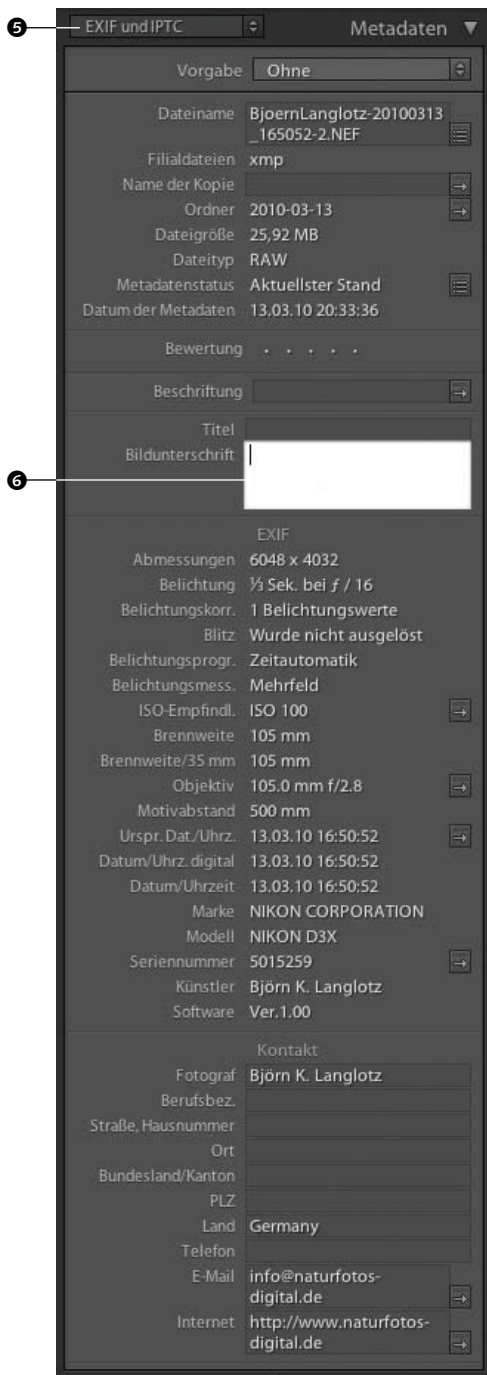 ❺ EXIF und IPTC Metadaten ▼
Vorgabe Ohne
Dateiname BjoernLanglotz-20100313
_165052-2.NEF
Filialdateien xmp
Name der Kopie
Ordner 2010-03-13
Dateigröße 25,92 MB
Dateityp RAW
Metadatenstatus Aktuellster Stand
Datum der Metadaten 13.03.10 20:33:36
Bewertung . . . . .
Beschriftung
Titel
❻ Bildunterschrift
EXIF
Abmessungen 6048 x 4032
Belichtung ⅓ Sek. bei ƒ / 16
Belichtungskorr. 1 Belichtungswerte
Blitz Wurde nicht ausgelöst
Belichtungsprogr. Zeitautomatik
Belichtungsmess. Mehrfeld
ISO-Empfindl. ISO 100
Brennweite 105 mm
Brennweite/35 mm 105 mm
Objektiv 105.0 mm f/2.8
Motivabstand 500 mm
Urspr. Dat./Uhrz. 13.03.10 16:50:52
Datum/Uhrz. digital 13.03.10 16:50:52
Datum/Uhrzeit 13.03.10 16:50:52
Marke NIKON CORPORATION
Modell NIKON D3X
Seriennummer 5015259
Künstler Björn K. Langlotz
Software Ver.1.00
Kontakt
Fotograf Björn K. Langlotz
Berufsbez.
Straße, Hausnummer
Ort
Bundesland/Kanton
PLZ
Land Germany
Telefon
E-Mail info@naturfotos-
digital.de
Internet http://www.naturfotos-
digital.de